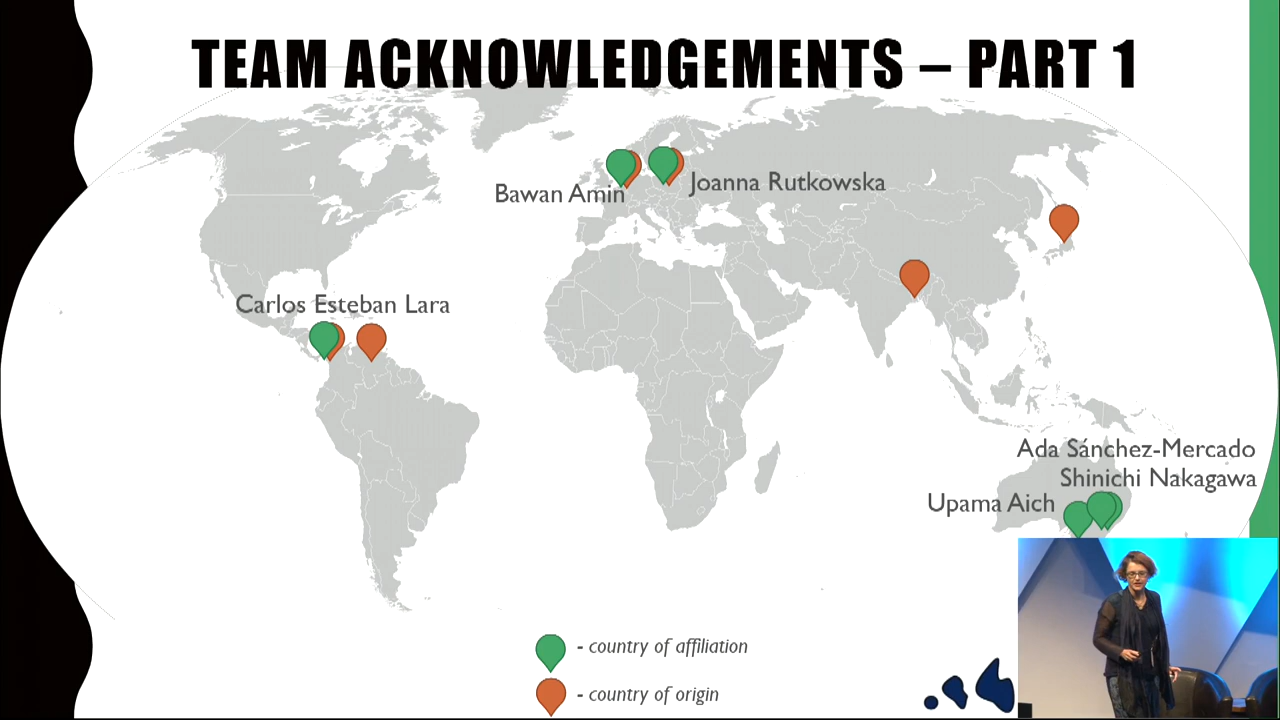 TEAM ACKNOWLEDGEMENTS – PART 1
Bawan Amin
Joanna Rutkowska
Carlos Esteban Lara
Ada Sánchez-Mercado
Shinichi Nakagawa
Upama Aich
- country of affiliation
- country of origin